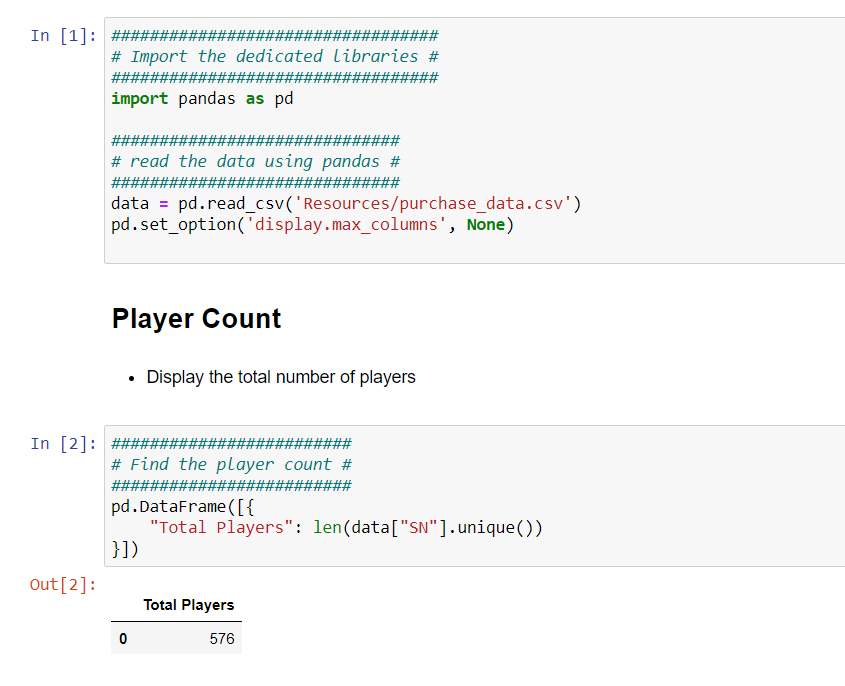 In [1]:
##################################
# Import the dedicated libraries #
##################################
import pandas as pd
##############################
# read the data using pandas #
##############################
data = pd.read_csv('Resources/purchase_data.csv')
pd.set_option('display.max_columns', None)
Player Count
• Display the total number of players
In [2]:
#########################
# Find the player count #
#########################
pd.DataFrame([{
    "Total Players": len(data["SN"].unique())
}])
Out[2]:
Total Players
0 576